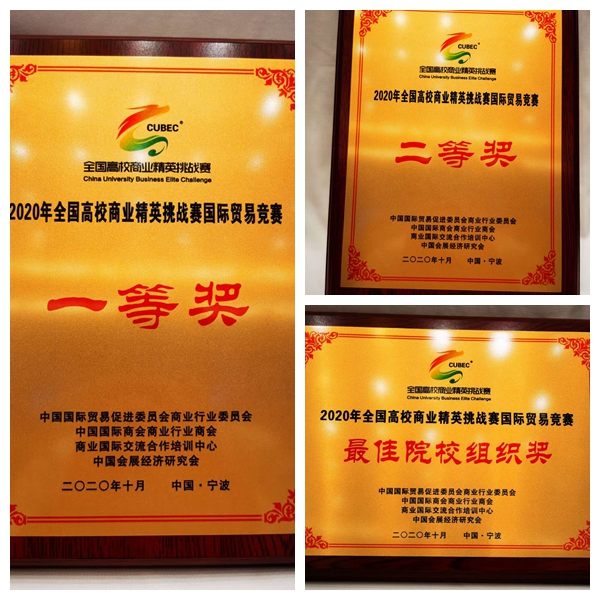 CUBEC®
全国高校商业精英挑战赛
China University Business Elite Challenge
2020年全国高校商业精英挑战赛国际贸易竞赛
一等奖
中国国际贸易促进委员会商业行业委员会
中国国际商会商业行业商会
商业国际交流合作培训中心
中国会展经济研究会
二〇二〇年十月 中国·宁波
CUBEC®
全国高校商业精英挑战赛
China University Business Elite Challenge
2020年全国高校商业精英挑战赛国际贸易竞赛
二等奖
中国国际贸易促进委员会商业行业委员会
中国国际商会商业行业商会
商业国际交流合作培训中心
中国会展经济研究会
二〇二〇年十月 中国·宁波
CUBEC®
全国高校商业精英挑战赛
China University Business Elite Challenge
2020年全国高校商业精英挑战赛国际贸易竞赛
最佳院校组织奖
中国国际贸易促进委员会商业行业委员会
中国国际商会商业行业商会
商业国际交流合作培训中心
中国会展经济研究会
二〇二〇年十月 中国·宁波